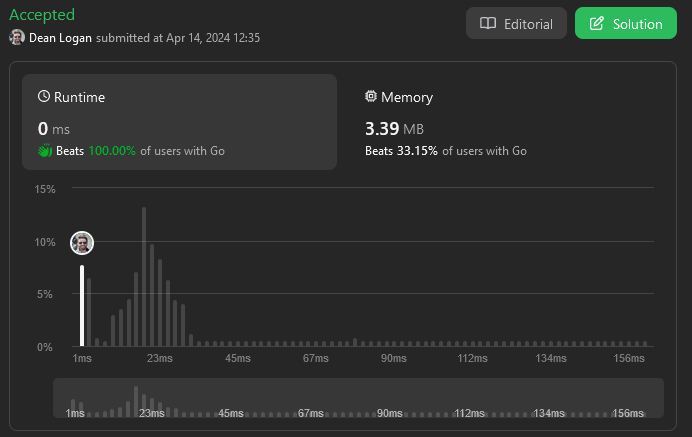 Accepted
Dean Logan submitted at Apr 14, 2024 12:35
Editorial
Solution
Runtime
0 ms
Beats 100.00% of users with Go
Memory
3.39 MB
Beats 33.15% of users with Go
15%
10%
5%
0%
1ms 23ms 45ms 67ms 90ms 112ms 134ms 156ms
1ms 23ms 45ms 67ms 90ms 112ms 134ms 156ms